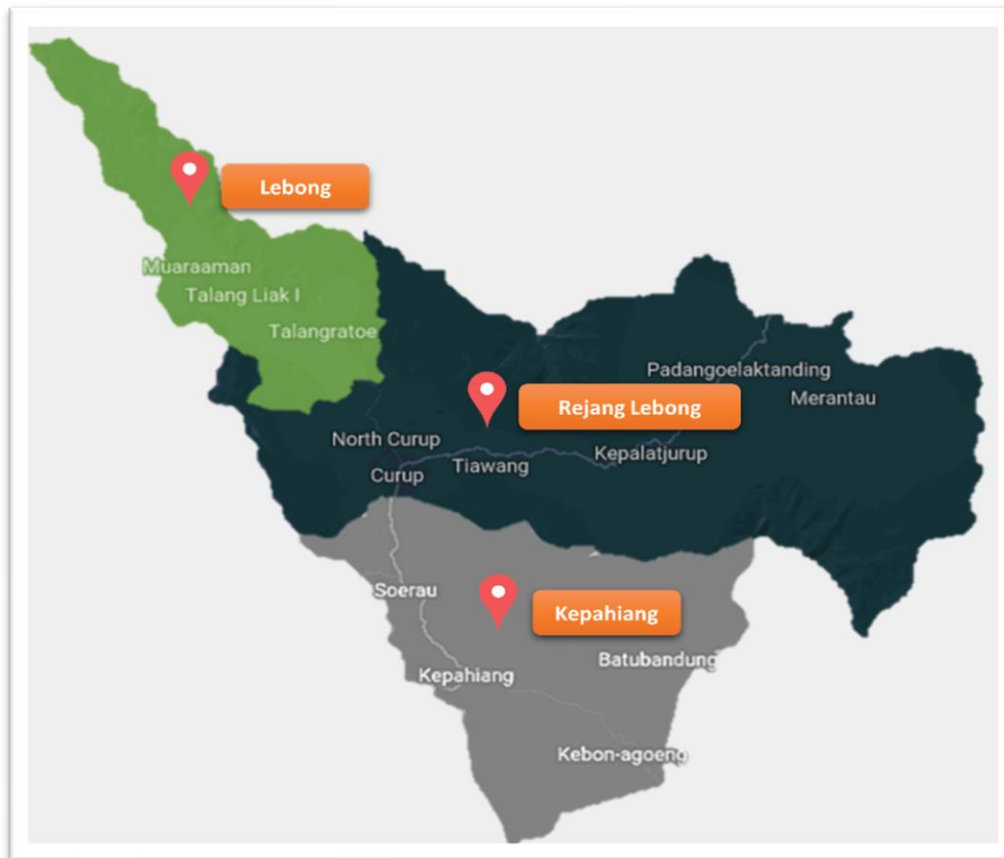 Lebong
Muaraaman
Talang Liak I
Talangratoe
Padangoelaktanding
Merantau
Rejang Lebong
North Curup
Kepalatjurup
Tiawang
Curup
Soerau
Kepahiang
Batubandung
Kepahiang
Kebon-agoeng